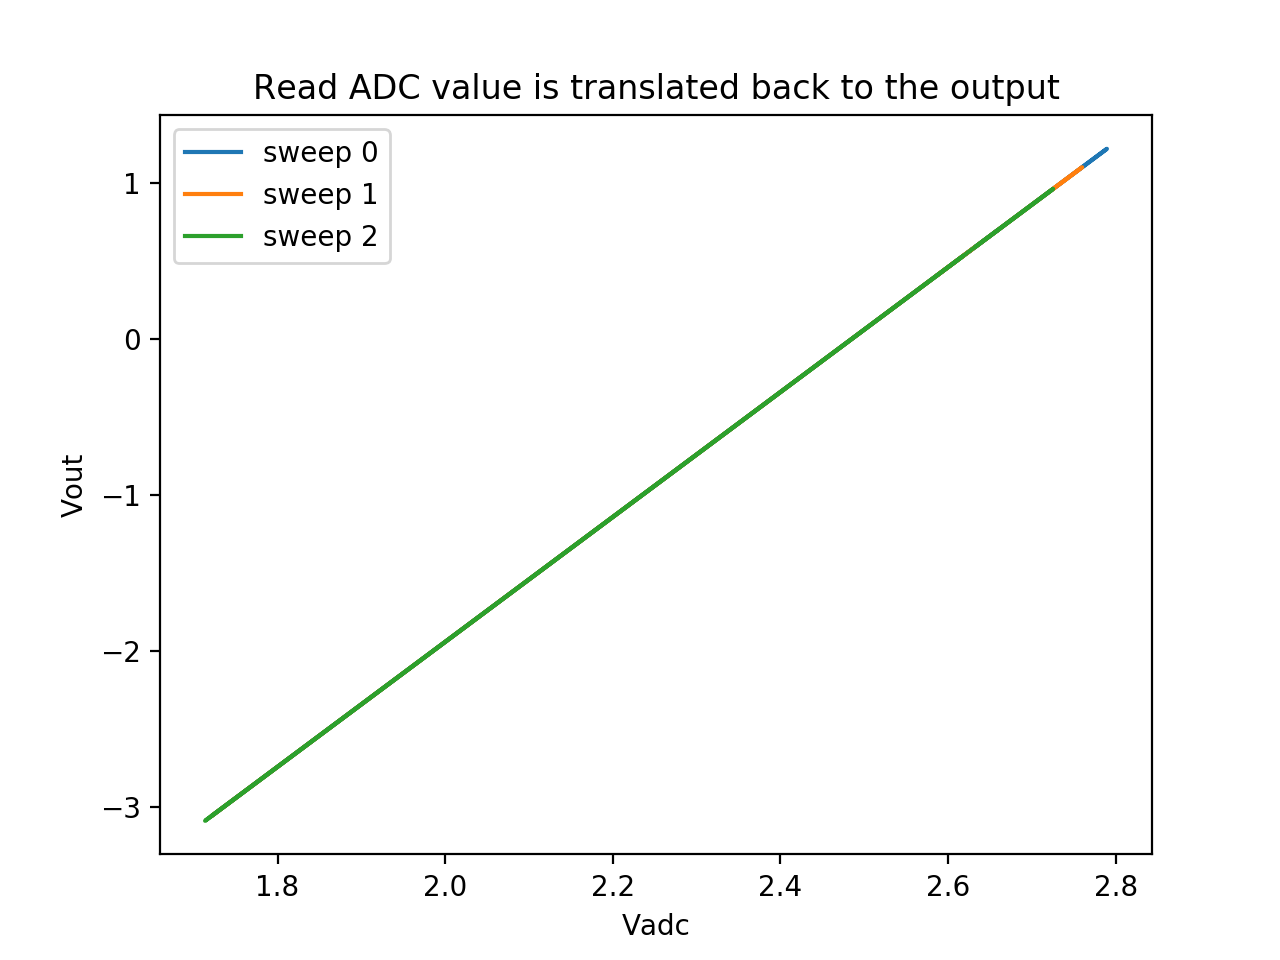 Read ADC value is translated back to the output
sweep 0
sweep 1
sweep 2
1
0
−1
−2
−3
Vout
1.8 2.0 2.2 2.4 2.6 2.8
Vadc